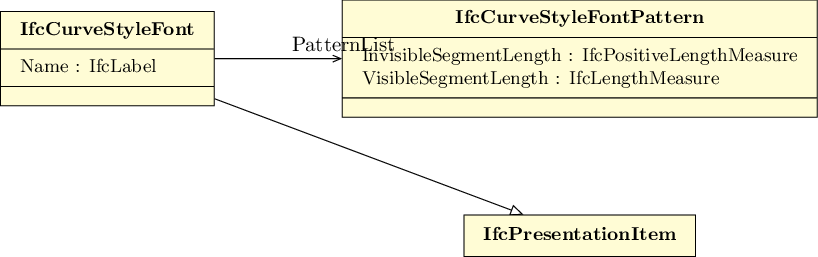 IfcCurveStyleFont
Name : IfcLabel
PatternList
IfcCurveStyleFontPattern
InvisibleSegmentLength : IfcPositiveLengthMeasure
VisibleSegmentLength : IfcLengthMeasure
IfcPresentationItem